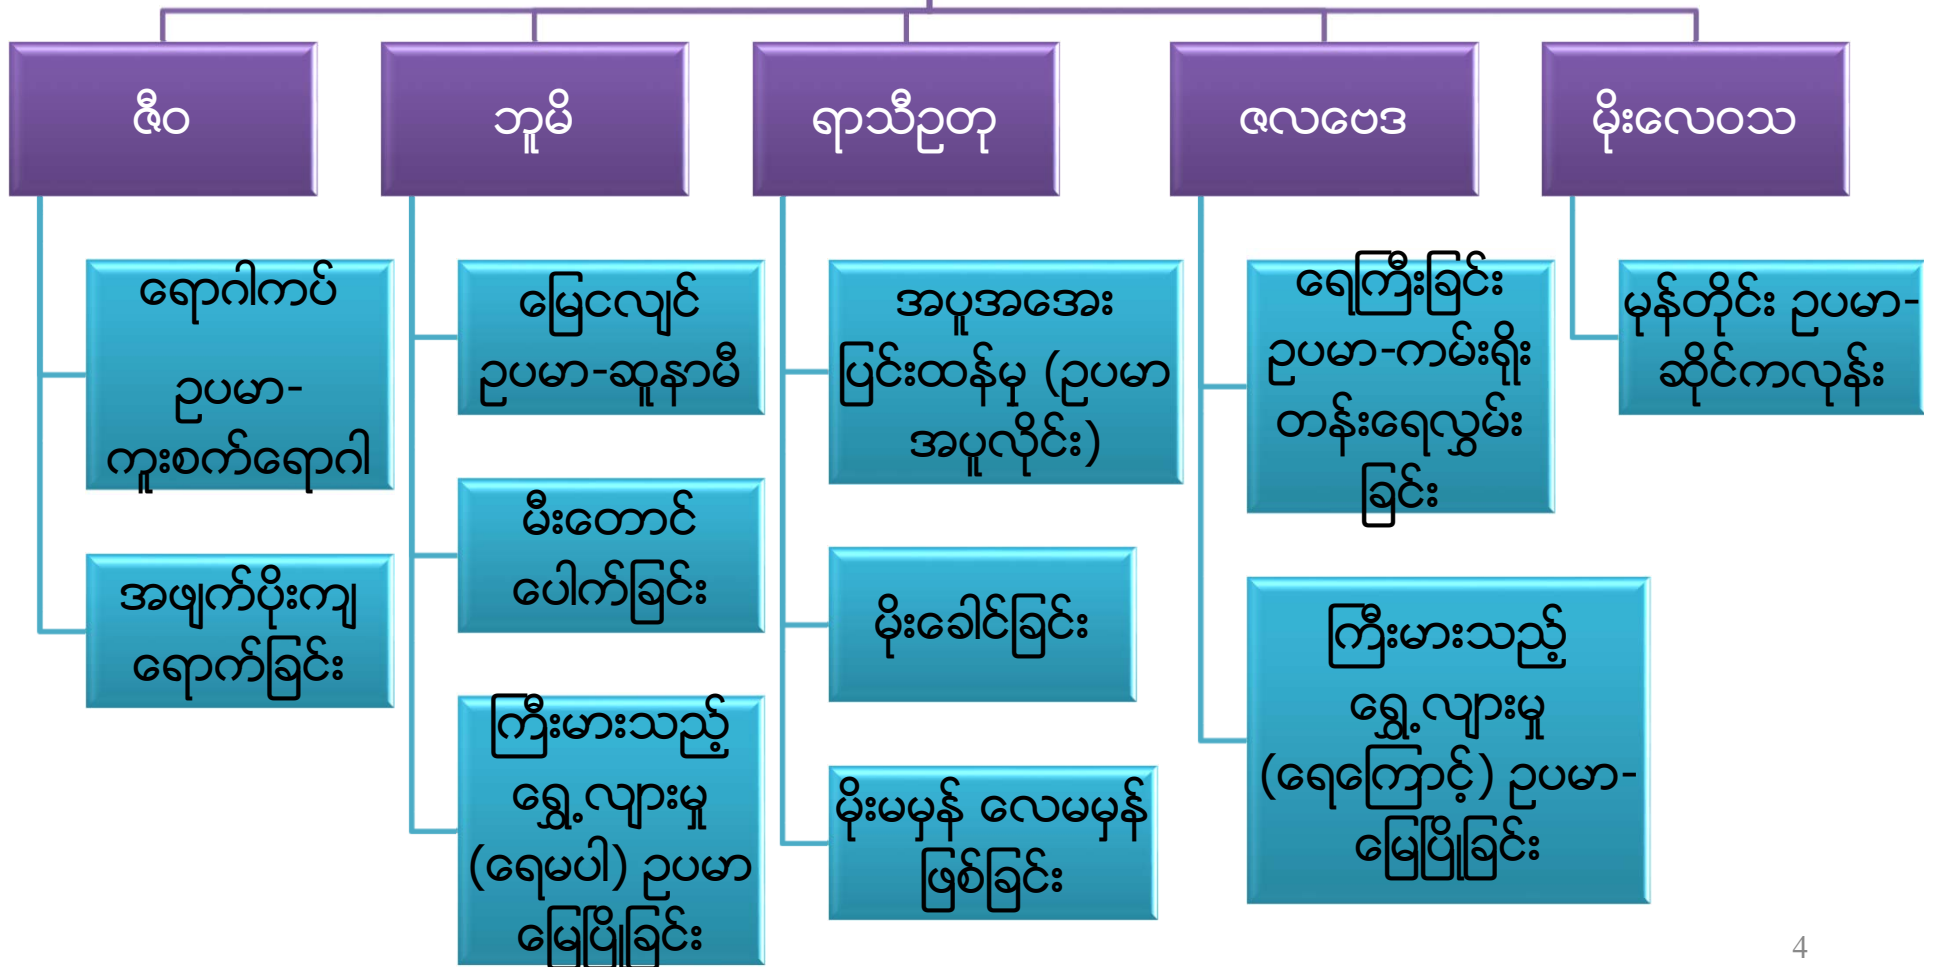 ဇီဝ
ဘူမိ
ရာသီဥတု
ဇလဗေဒ
မိုးလေဝသ
ရောဂါကပ်
ဥပမာ-
ကူးစက်ရောဂါ
အဖျက်ပိုးကျ
ရောက်ခြင်း
မြေငလျင်
ဥပမာ-ဆူနာမီ
မီးတောင်
ပေါက်ခြင်း
ကြီးမားသည့်
ရွှေ့လျားမှု
(ရေမပါ) ဥပမာ
မြေပြိုခြင်း
အပူအအေး
ပြင်းထန်မှု (ဥပမာ
အပူလိုင်း)
မိုးခေါင်ခြင်း
မိုးမမှန် လေမမှန်
ဖြစ်ခြင်း
ရေကြီးခြင်း
ဥပမာ-ကမ်းရိုး
တန်းရေလွှမ်း
ခြင်း
ကြီးမားသည့်
ရွှေ့လျားမှု
(ရေကြောင့်) ဥပမာ-
မြေပြိုခြင်း
မုန်တိုင်း ဥပမာ-
ဆိုင်ကလုန်း
4